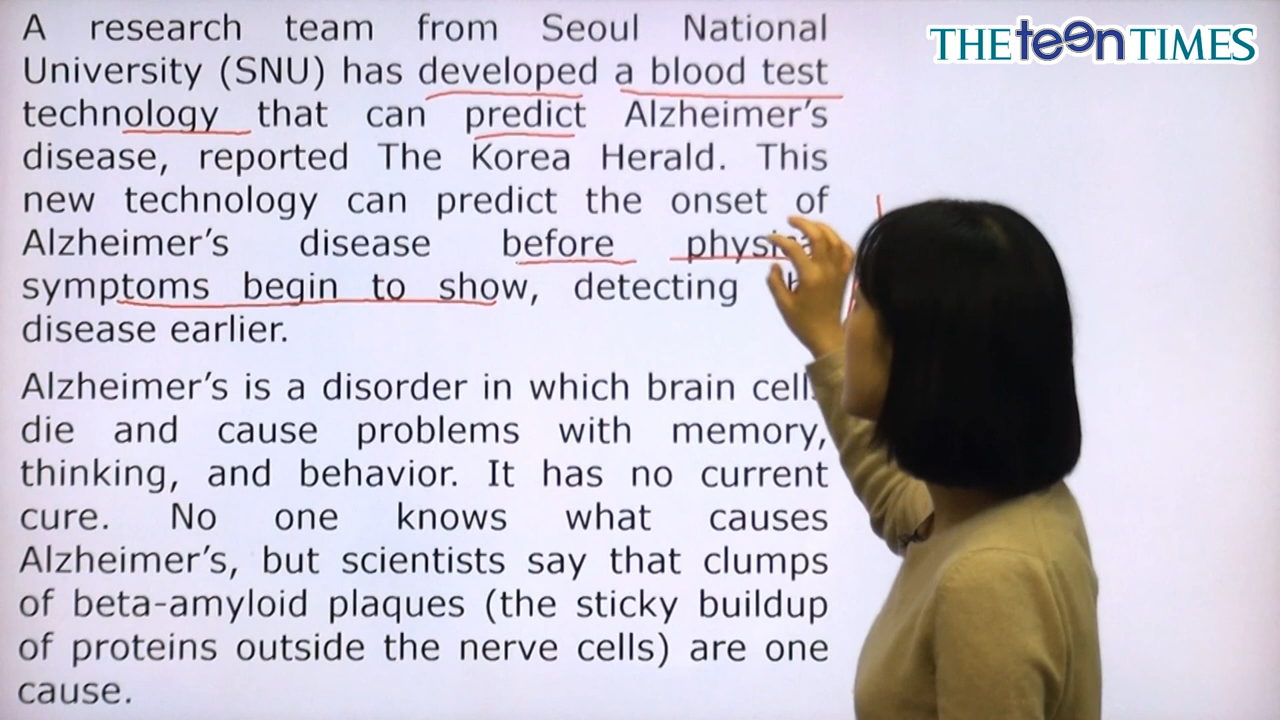 THE teen TIMES
A research team from Seoul National
University (SNU) has developed a blood test
technology that can predict Alzheimer's
disease, reported The Korea Herald. This
new technology can predict the onset of
Alzheimer's disease before
symptoms begin to show, detecting
disease earlier.
Alzheimer's is a disorder in which brain
die and cause problems with memory,
thinking, and behavior. It has no current
cure. No one knows what causes
Alzheimer's, but scientists say that clumps
of beta-amyloid plaques (the sticky buildup
of proteins outside the nerve cells) are one
cause.